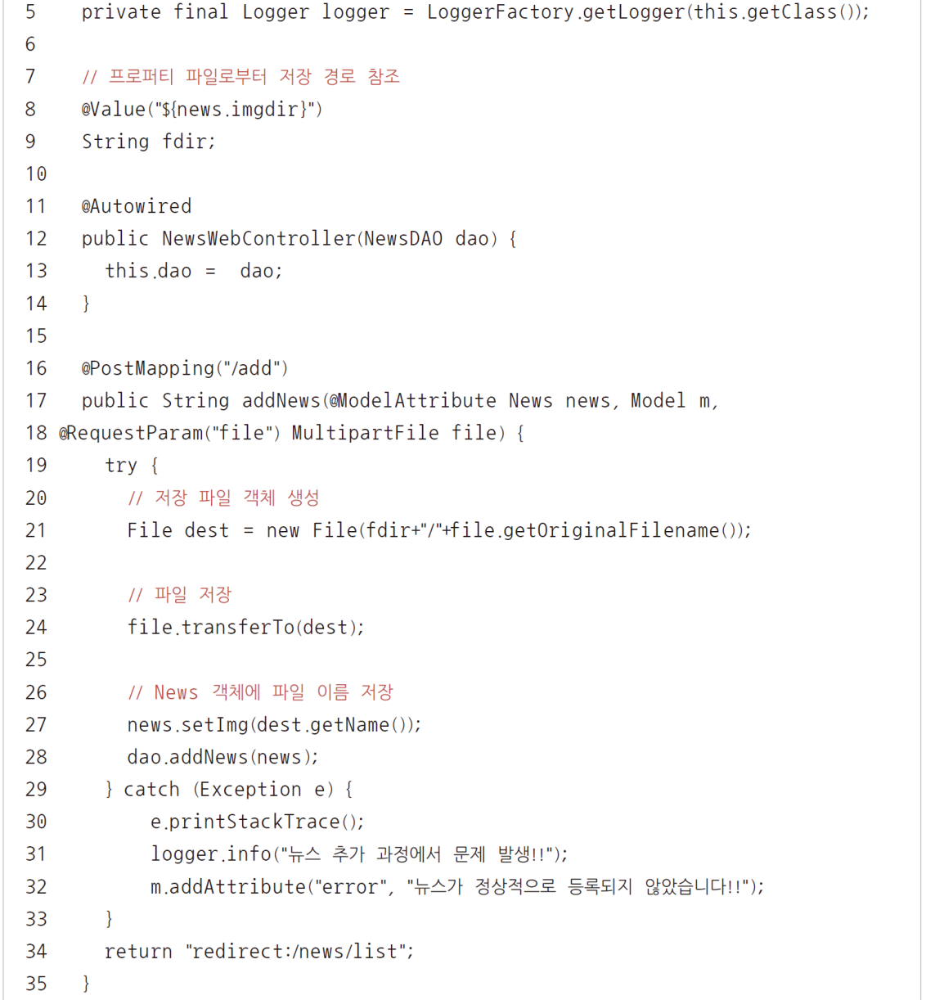 5 private final Logger logger = LoggerFactory.getLogger(this.getClass());
6
7 // 프로퍼티 파일로부터 저장 경로 참조
8 @Value("${news.imgdir}")
9 String fdir;
10
11 @Autowired
12 public NewsWebController(NewsDAO dao) {
13 this.dao = dao;
14 }
15
16 @PostMapping("/add")
17 public String addNews(@ModelAttribute News news, Model m,
18 @RequestParam("file") MultipartFile file) {
19 try {
20 // 저장 파일 객체 생성
21 File dest = new File(fdir+"/"+file.getOriginalFilename());
22
23 // 파일 저장
24 file.transferTo(dest);
25
26 // News 객체에 파일 이름 저장
27 news.setImg(dest.getName());
28 dao.addNews(news);
29 } catch (Exception e) {
30 e.printStackTrace();
31 logger.info("뉴스 추가 과정에서 문제 발생!!");
32 m.addAttribute("error", "뉴스가 정상적으로 등록되지 않았습니다!!");
33 }
34 return "redirect:/news/list";
35 }